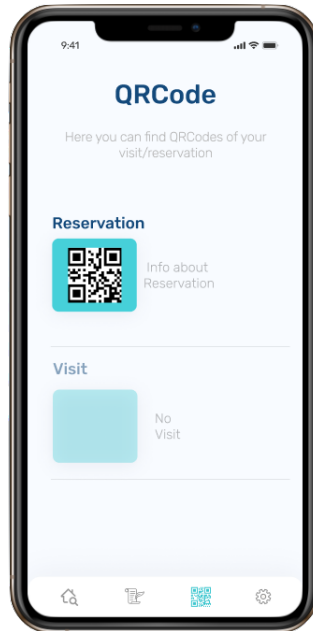 9:41
QRCode
Here you can find QRCodes of your
visit/reservation
Reservation
Info about
Reservation
Visit
No
Visit